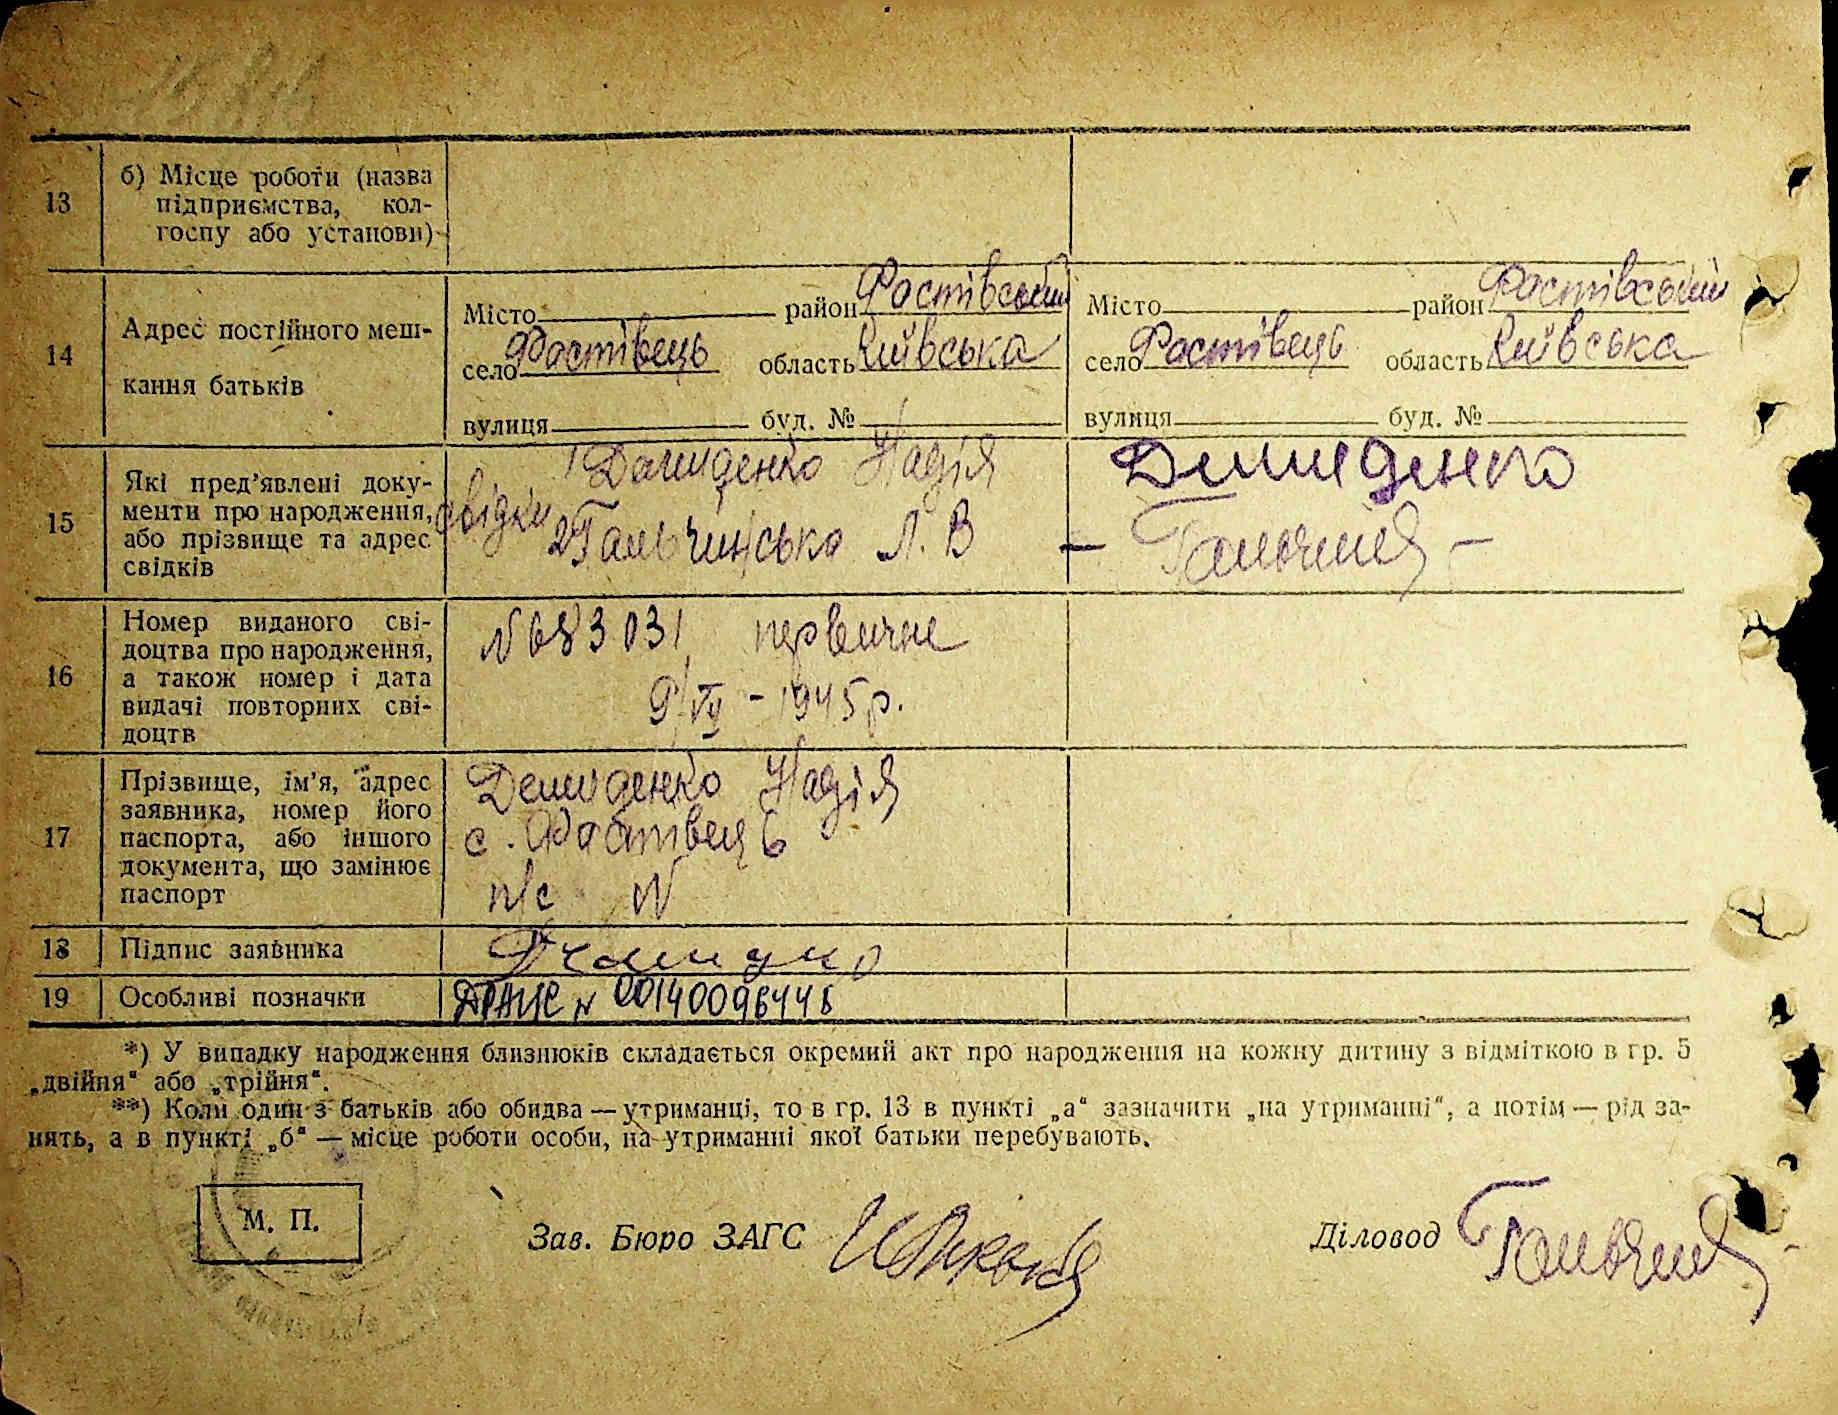 13 б) Місце роботи (назва
підприємства, кол-
госпу або установи)
14 Адрес постійного меш-
кання батьків
Місто район Фастівський
село Фастівець область Київська
вулиця буд. №
Місто район Фастівський
село Фастівець область Київська
вулиця буд. №
15 Які пред’явлені доку-
менти про народження,
або прізвище та адрес
свідків
свідки 1 Демиденко Надія
2 Гальчинська Л. В
Демиденко
16 Номер виданого сві-
доцтва про народження,
а також номер і дата
видачі повторних сві-
доцтв
N 683031 первичне
1945 р.
17 Прізвище, ім’я, адрес
заявника, номер його
паспорта, або іншого
документа, що замінює
паспорт
Демиденко Надія
с. Фастівець
п/с N
18 Підпис заявника
19 Особливі позначки
ДРАЦС N 00140096448
*) У випадку народження близнюків складається окремий акт про народження на кожну дитину з відміткою в гр. 5
„двійня“ або „трійня“.
**) Коли один з батьків або обидва — утриманці, то в гр. 13 в пункті „а“ зазначити „на утриманні“, а потім — рід за-
нять, а в пункті „б“ — місце роботи особи, на утриманні якої батьки перебувають.
М. П.
Зав. Бюро ЗАГС
Діловод